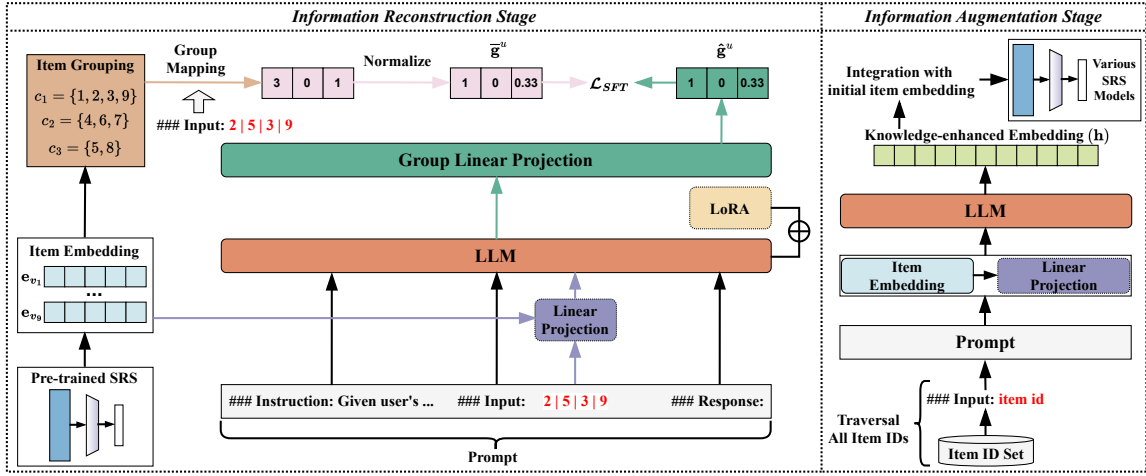 Information Reconstruction Stage
Item Grouping
c₁ = {1, 2, 3, 9}
c₂ = {4, 6, 7}
c₃ = {5, 8}
Group
Mapping
### Input: 2 | 5 | 3 | 9
3 0 1
Normalize
ḡᵘ
1 0 0.33
ℒ_SFT
ĝᵘ
1 0 0.33
Group Linear Projection
LoRA
LLM
Item Embedding
e_v₁
...
e_v₉
Linear
Projection
Pre-trained SRS
### Instruction: Given user's ... ### Input: 2 | 5 | 3 | 9 ### Response:
Prompt
Information Augmentation Stage
Integration with
initial item embedding
Various
SRS
Models
Knowledge-enhanced Embedding (h)
LLM
Item
Embedding
Linear
Projection
Prompt
### Input: item id
Traversal
All Item IDs
Item ID Set